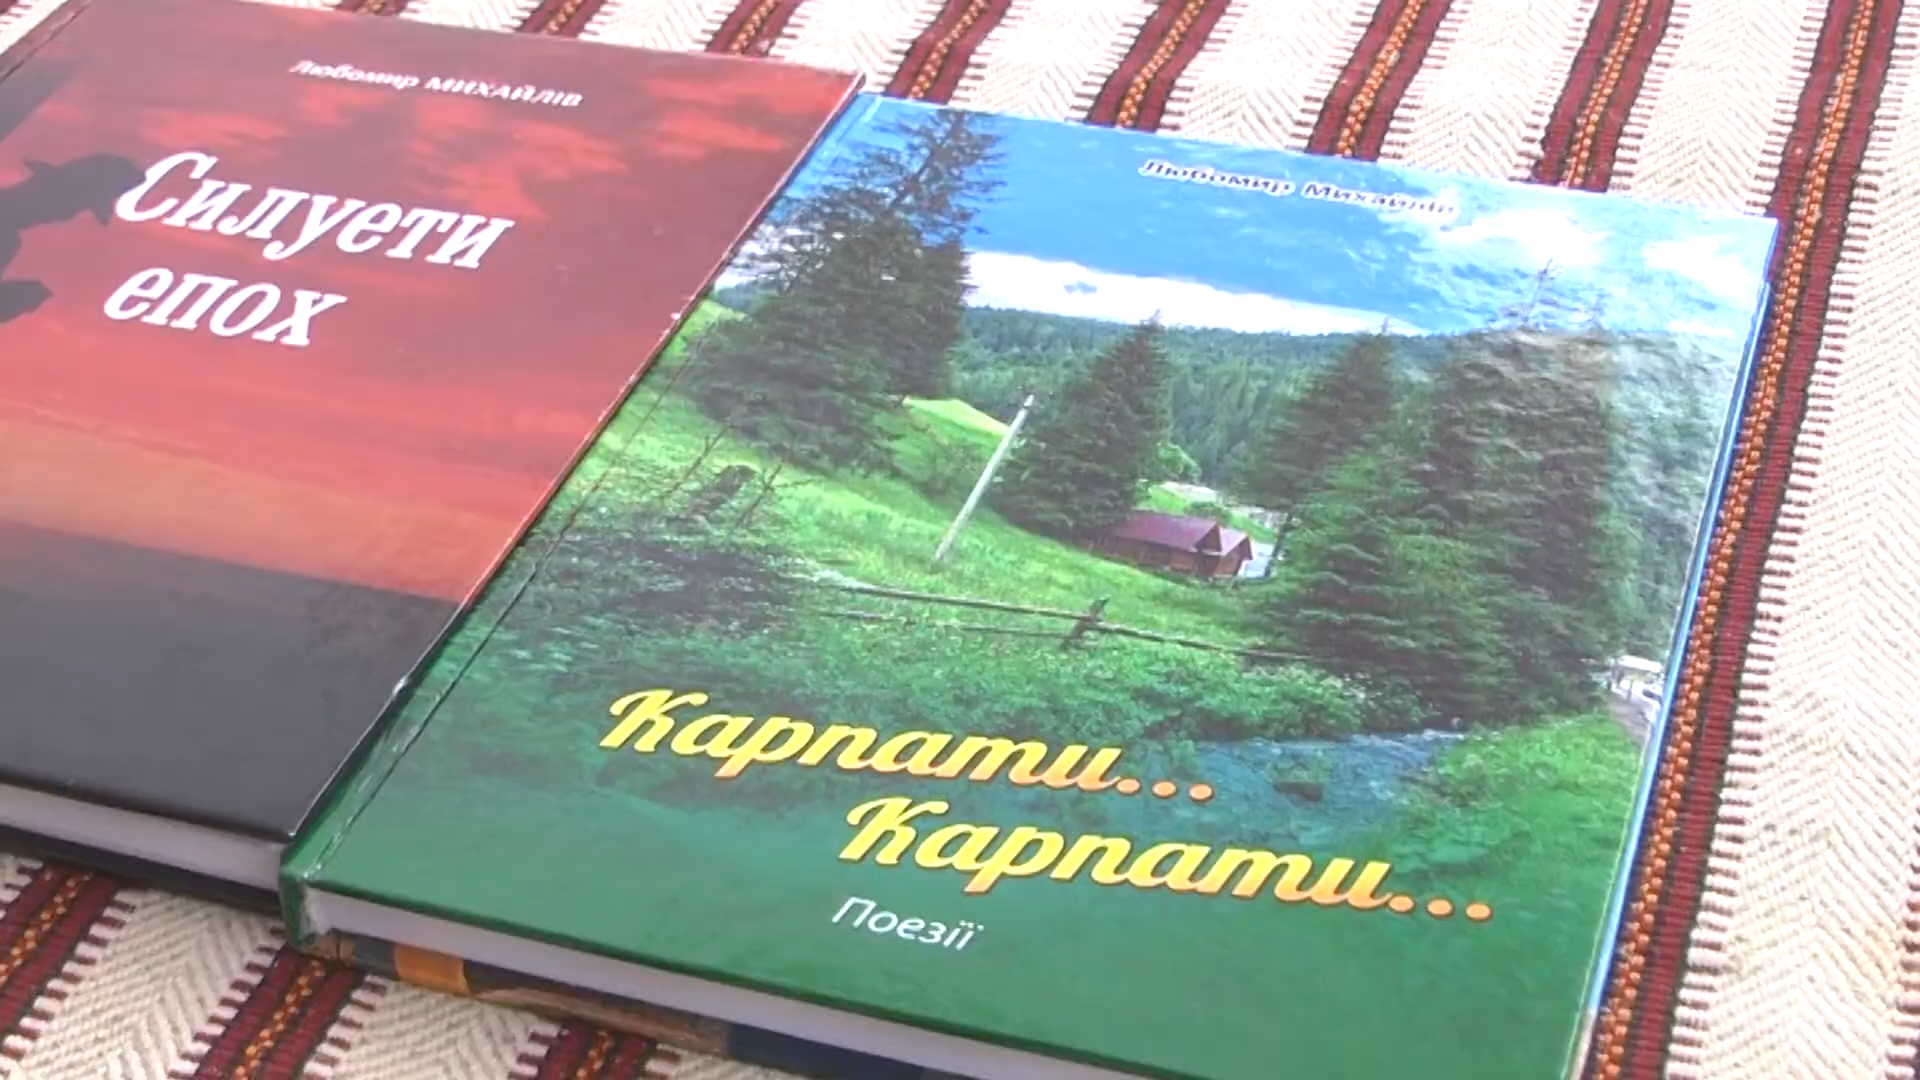 Любомир МИХАЙЛІВ
Силуети
епох
Любомир Михайлів
Карпати...
Карпати...
Поезії